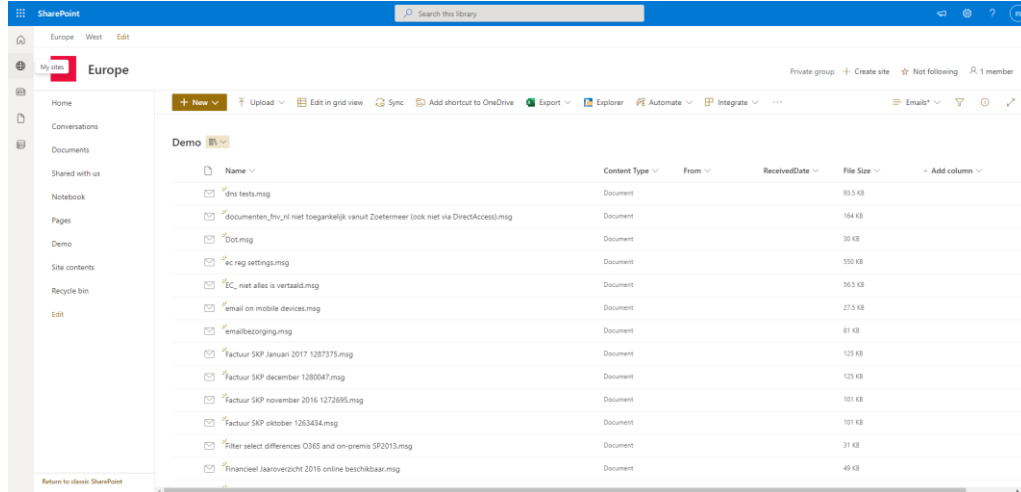 SharePoint
Search this library
Europe West Edit
My sites
Europe
Private group + Create site Not following 1 member
Home
Conversations
Documents
Shared with us
Notebook
Pages
Demo
Site contents
Recycle bin
Edit
Return to classic SharePoint
+ New Upload Edit in grid view Sync Add shortcut to OneDrive Export Explorer Automate Integrate ... Emails*
Demo
Name Content Type From ReceivedDate File Size + Add column
dns tests.msg Document 93.5 KB
documenten_fnv_nl niet toegankelijk vanuit Zoetermeer (ook niet via DirectAccess).msg Document 164 KB
Dot.msg Document 30 KB
ec reg settings.msg Document 550 KB
EC_ niet alles is vertaald.msg Document 56.5 KB
email on mobile devices.msg Document 27.5 KB
emailbezorging.msg Document 81 KB
Factuur SKP Januari 2017 1287375.msg Document 125 KB
Factuur SKP december 1280047.msg Document 125 KB
Factuur SKP november 2016 1272695.msg Document 101 KB
Factuur SKP oktober 1263434.msg Document 101 KB
Filter select differences O365 and on-premis SP2013.msg Document 31 KB
Financieel Jaaroverzicht 2016 online beschikbaar.msg Document 49 KB